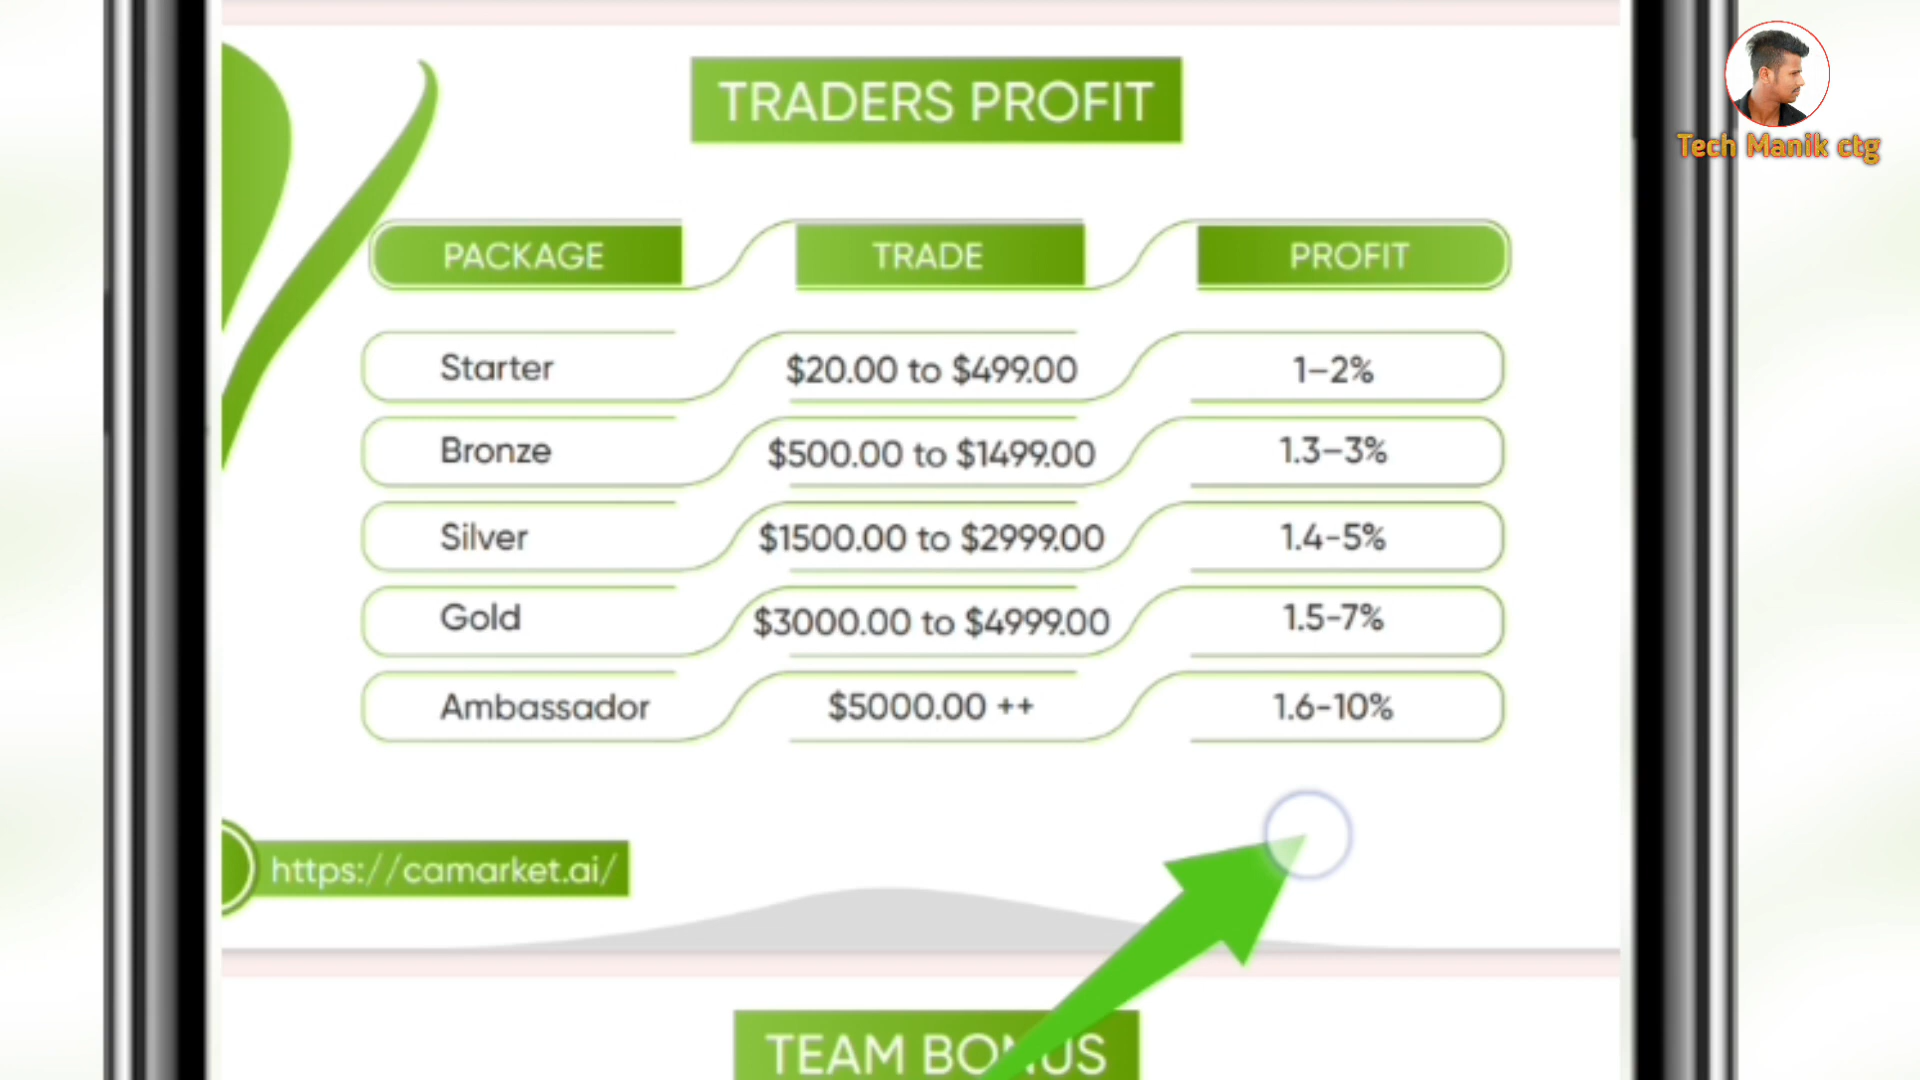 TRADERS PROFIT
Tech Manik ctg
PACKAGE TRADE PROFIT
Starter $20.00 to $499.00 1–2%
Bronze $500.00 to $1499.00 1.3–3%
Silver $1500.00 to $2999.00 1.4-5%
Gold $3000.00 to $4999.00 1.5-7%
Ambassador $5000.00 ++ 1.6-10%
https://camarket.ai/
TEAM BONUS